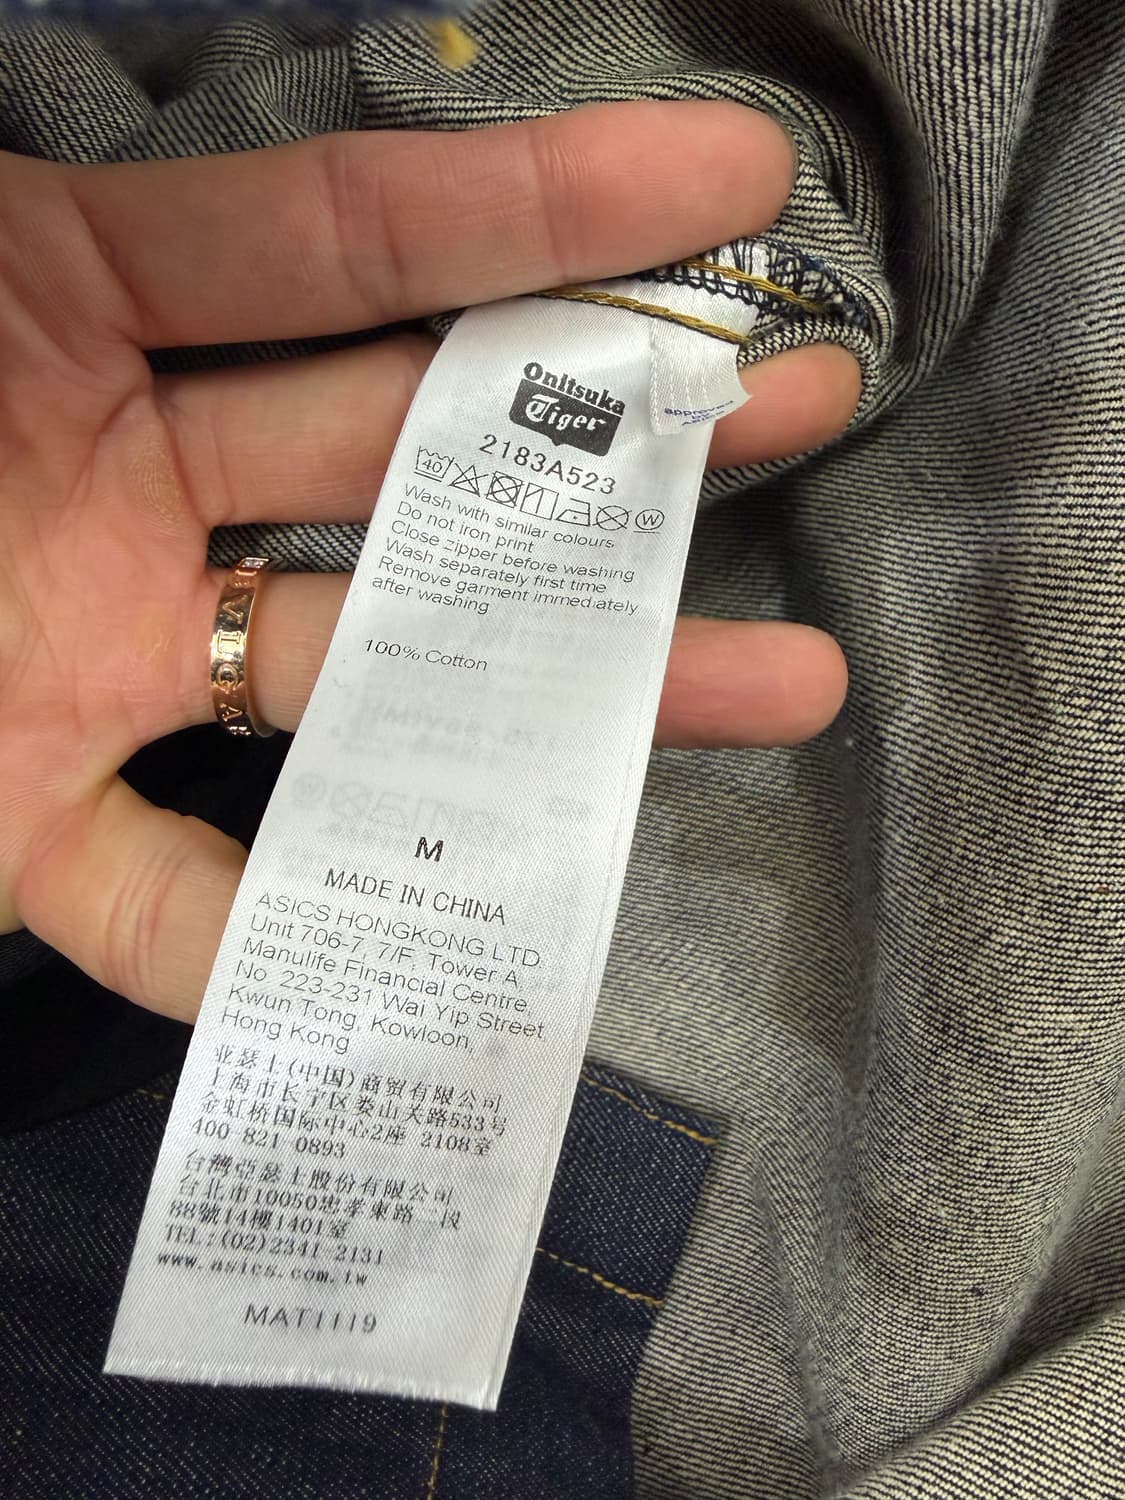 Onitsuka
Tiger
approved
BY
ASICS
2183A523
40
W
Wash with similar colours
Do not iron print
Close zipper before washing
Wash separately first time
Remove garment immediately
after washing
100% Cotton
M
MADE IN CHINA
ASICS HONGKONG LTD.
Unit 706-7, 7/F, Tower A,
Manulife Financial Centre,
No. 223-231 Wai Yip Street,
Kwun Tong, Kowloon,
Hong Kong
亚瑟士(中国)商贸有限公司
上海市长宁区娄山关路533号
金虹桥国际中心2座 2108室
400 821 0893
台灣亞瑟士股份有限公司
台北市10050忠孝東路二段
88號14樓1401室
TEL:(02)2341-2131
www.asics.com.tw
MAT1119
BVLGAR